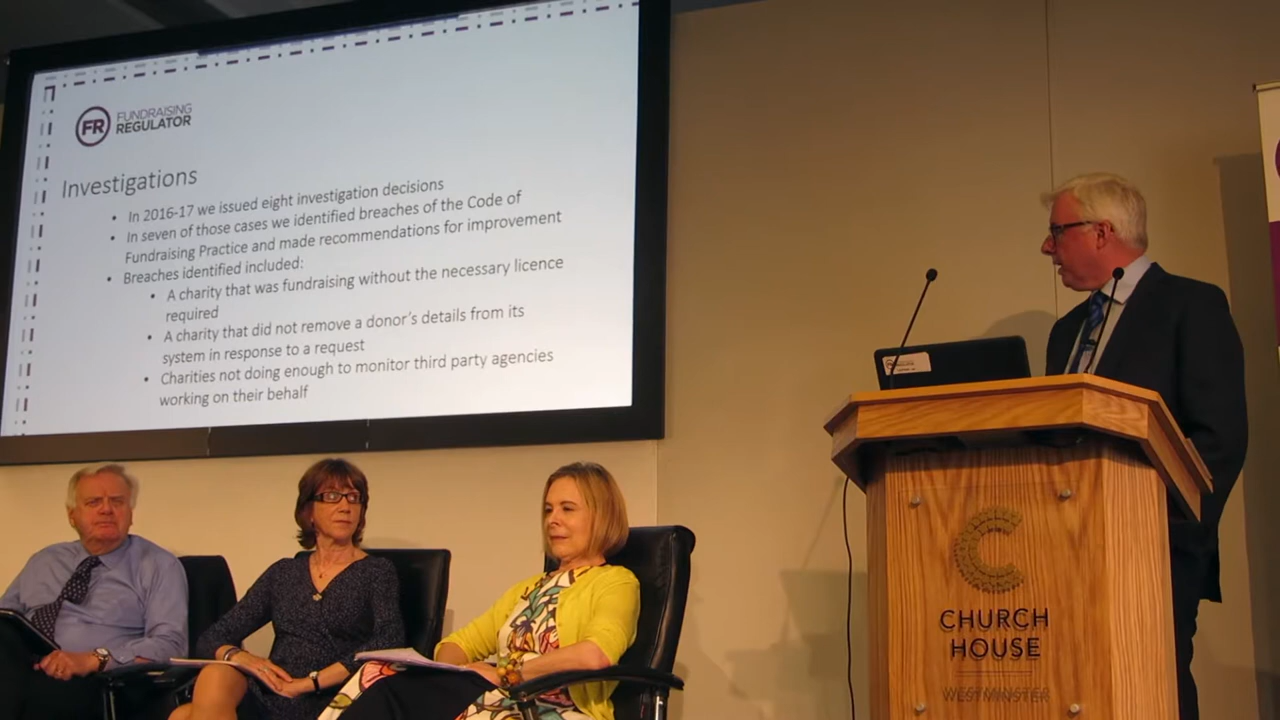 FR FUNDRAISING
REGULATOR
Investigations
• In 2016-17 we issued eight investigation decisions
• In seven of those cases we identified breaches of the Code of
Fundraising Practice and made recommendations for improvement
• Breaches identified included:
• A charity that was fundraising without the necessary licence
required
• A charity that did not remove a donor's details from its
system in response to a request
• Charities not doing enough to monitor third party agencies
working on their behalf
C
CHURCH
HOUSE
WESTMINSTER